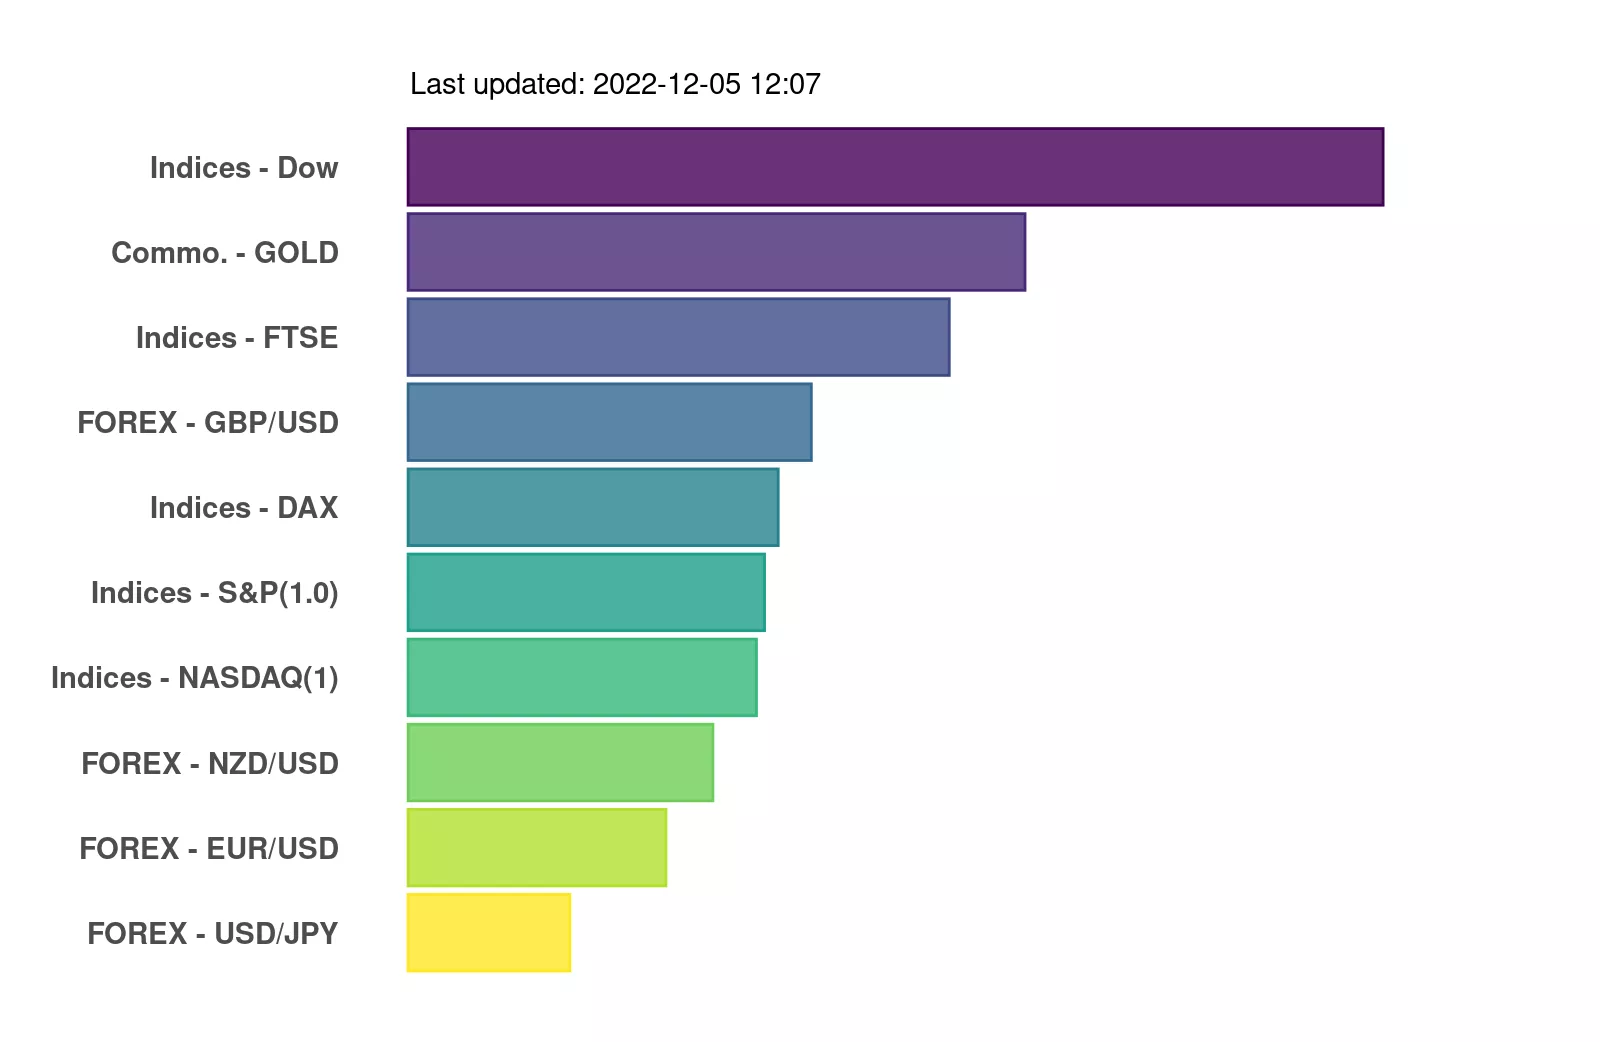 Last updated: 2022-12-05 12:07
Indices - Dow
Commo. - GOLD
Indices - FTSE
FOREX - GBP/USD
Indices - DAX
Indices - S&P(1.0)
Indices - NASDAQ(1)
FOREX - NZD/USD
FOREX - EUR/USD
FOREX - USD/JPY